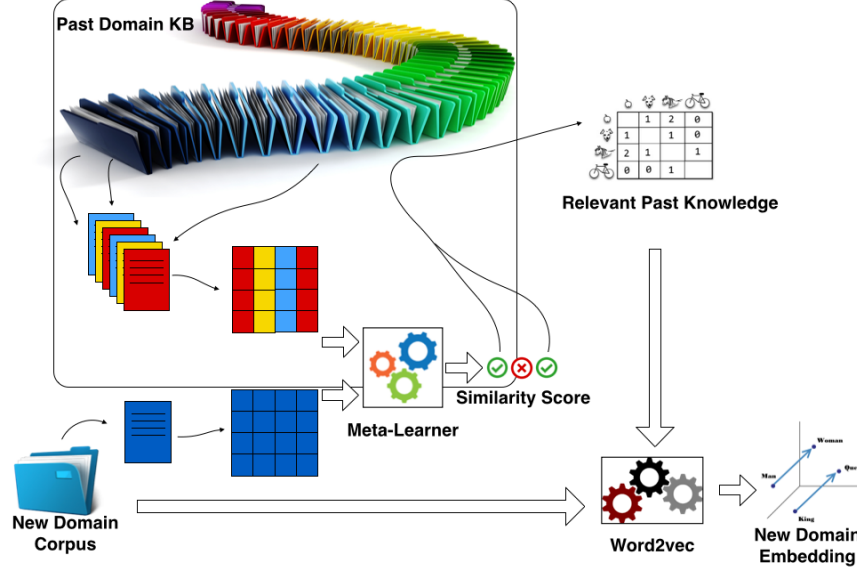 Past Domain KB
1 2 0
1 1 0
2 1 1
0 0 1
Relevant Past Knowledge
Similarity Score
Meta-Learner
New Domain
Corpus
Word2vec
Woman
Man
King
New Domain
Embedding